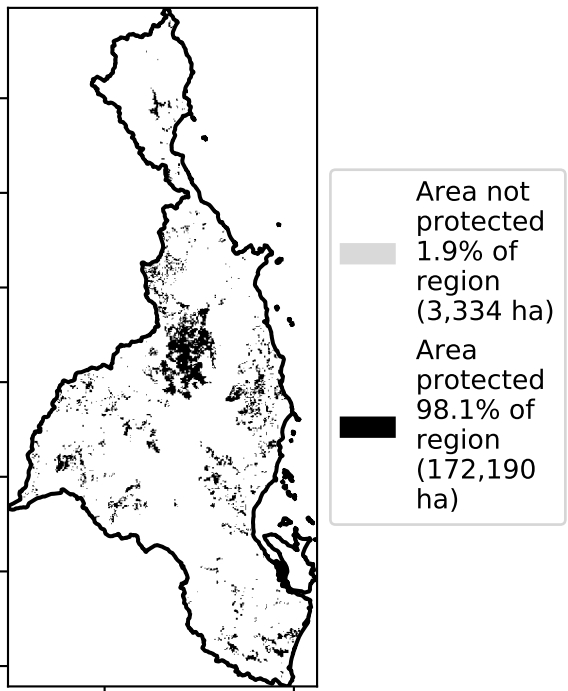 Area not
protected
1.9% of
region
(3,334 ha)
Area
protected
98.1% of
region
(172,190
ha)